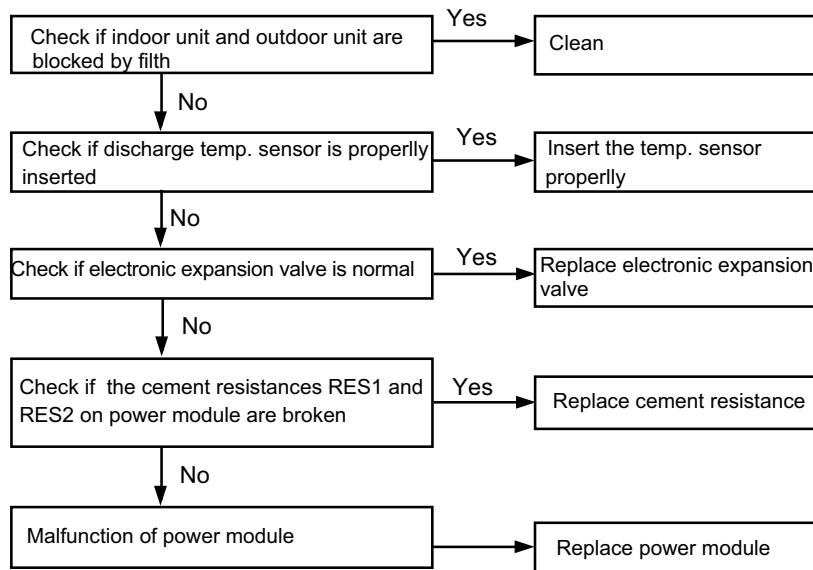 Check if indoor unit and outdoor unit are
blocked by filth
Yes
Clean
No
Check if discharge temp. sensor is properlly
inserted
Yes
Insert the temp. sensor
properlly
No
Check if electronic expansion valve is normal
Yes
Replace electronic expansion
valve
No
Check if the cement resistances RES1 and
RES2 on power module are broken
Yes
Replace cement resistance
No
Malfunction of power module
Replace power module